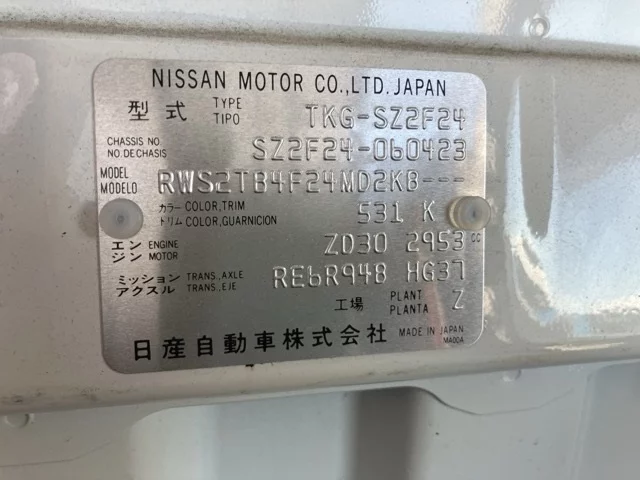 NISSAN MOTOR CO.,LTD.JAPAN
型式 TYPE TIPO TKG-SZ2F24
CHASSIS NO. NO.DE CHASIS SZ2F24-060423
MODEL MODELO RWS2TB4F24MD2KB---
カラー COLOR,TRIM トリム COLOR,GUARNICION 531 K
エンジン ENGINE MOTOR ZD30 2953 cc
ミッション アクスル TRANS.,AXLE TRANS.,EJE RE6R948 HG37
工場 PLANT PLANTA Z
日産自動車株式会社 MADE IN JAPAN
MA00A